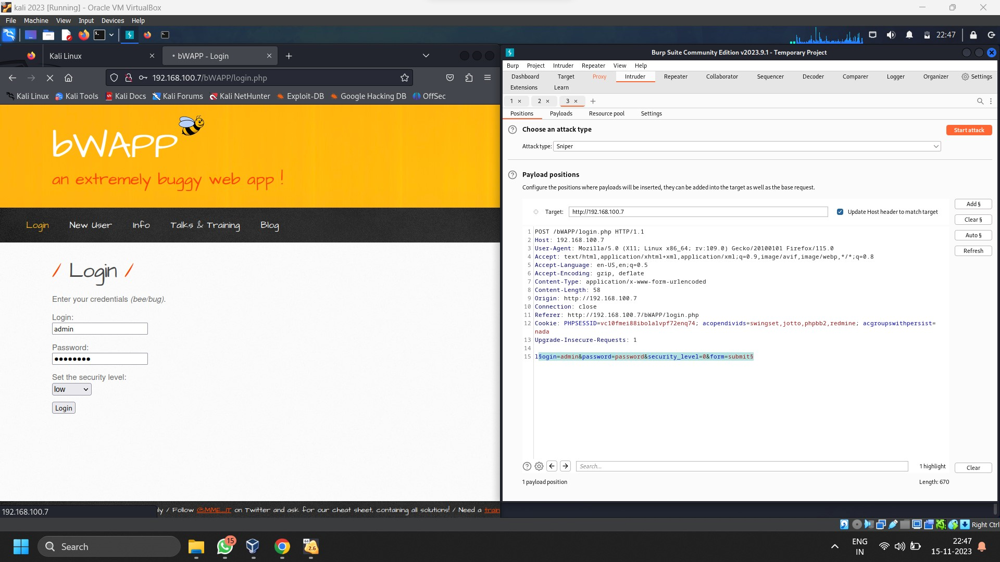 kali 2023 [Running] - Oracle VM VirtualBox
File Machine View Input Devices Help
22:47
Kali Linux
bWAPP - Login
192.168.100.7/bWAPP/login.php
Kali Linux Kali Tools Kali Docs Kali Forums Kali NetHunter Exploit-DB Google Hacking DB OffSec
bWAPP
an extremely buggy web app !
Login New User Info Talks & Training Blog
/ Login /
Enter your credentials (bee/bug).
Login:
admin
Password:
••••••••
Set the security level:
low
Login
192.168.100.7
ly / Follow @MME_IT on Twitter and ask for our cheat sheet, containing all solutions! / Need a train
Burp Suite Community Edition v2023.9.1 - Temporary Project
Burp Project Intruder Repeater View Help
Dashboard Target Proxy Intruder Repeater Collaborator Sequencer Decoder Comparer Logger Organizer Settings
Extensions Learn
1 × 2 × 3 × +
Positions Payloads Resource pool Settings
Choose an attack type
Start attack
Attack type: Sniper
Payload positions
Configure the positions where payloads will be inserted, they can be added into the target as well as the base request.
Target: http://192.168.100.7
Update Host header to match target
Add §
Clear §
Auto §
Refresh
1 POST /bWAPP/login.php HTTP/1.1
2 Host: 192.168.100.7
3 User-Agent: Mozilla/5.0 (X11; Linux x86_64; rv:109.0) Gecko/20100101 Firefox/115.0
4 Accept: text/html,application/xhtml+xml,application/xml;q=0.9,image/avif,image/webp,*/*;q=0.8
5 Accept-Language: en-US,en;q=0.5
6 Accept-Encoding: gzip, deflate
7 Content-Type: application/x-www-form-urlencoded
8 Content-Length: 58
9 Origin: http://192.168.100.7
10 Connection: close
11 Referer: http://192.168.100.7/bWAPP/login.php
12 Cookie: PHPSESSID=vc10fmei88ibolalvpf72enq74; acopendivids=swingset,jotto,phpbb2,redmine; acgroupswithpersist=
nada
13 Upgrade-Insecure-Requests: 1
14
15 l§ogin=admin&password=password&security_level=0&form=submit§
Search...
1 highlight
Clear
1 payload position
Length: 670
Right Ctrl
Search
15
64
2.6
ENG
IN
22:47
15-11-2023